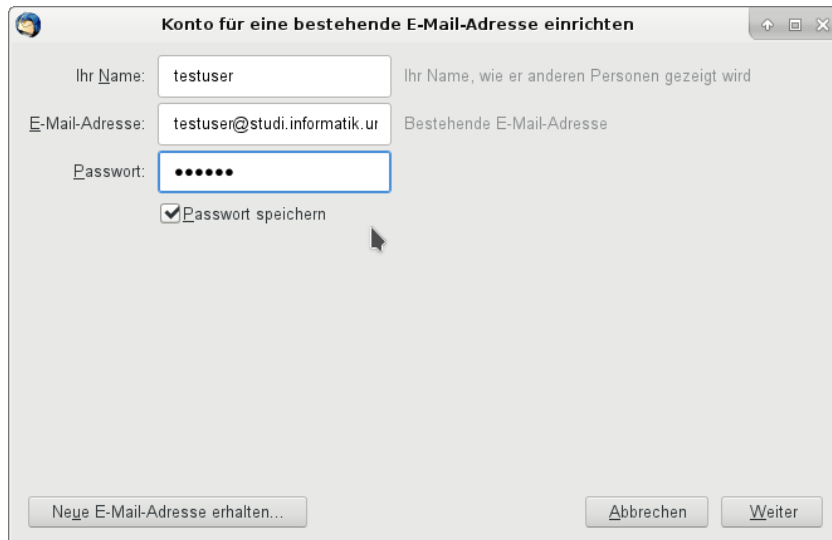 Konto für eine bestehende E-Mail-Adresse einrichten
Ihr Name: testuser Ihr Name, wie er anderen Personen gezeigt wird
E-Mail-Adresse: testuser@studi.informatik.ur Bestehende E-Mail-Adresse
Passwort: ••••••
Passwort speichern
Neue E-Mail-Adresse erhalten... Abbrechen Weiter